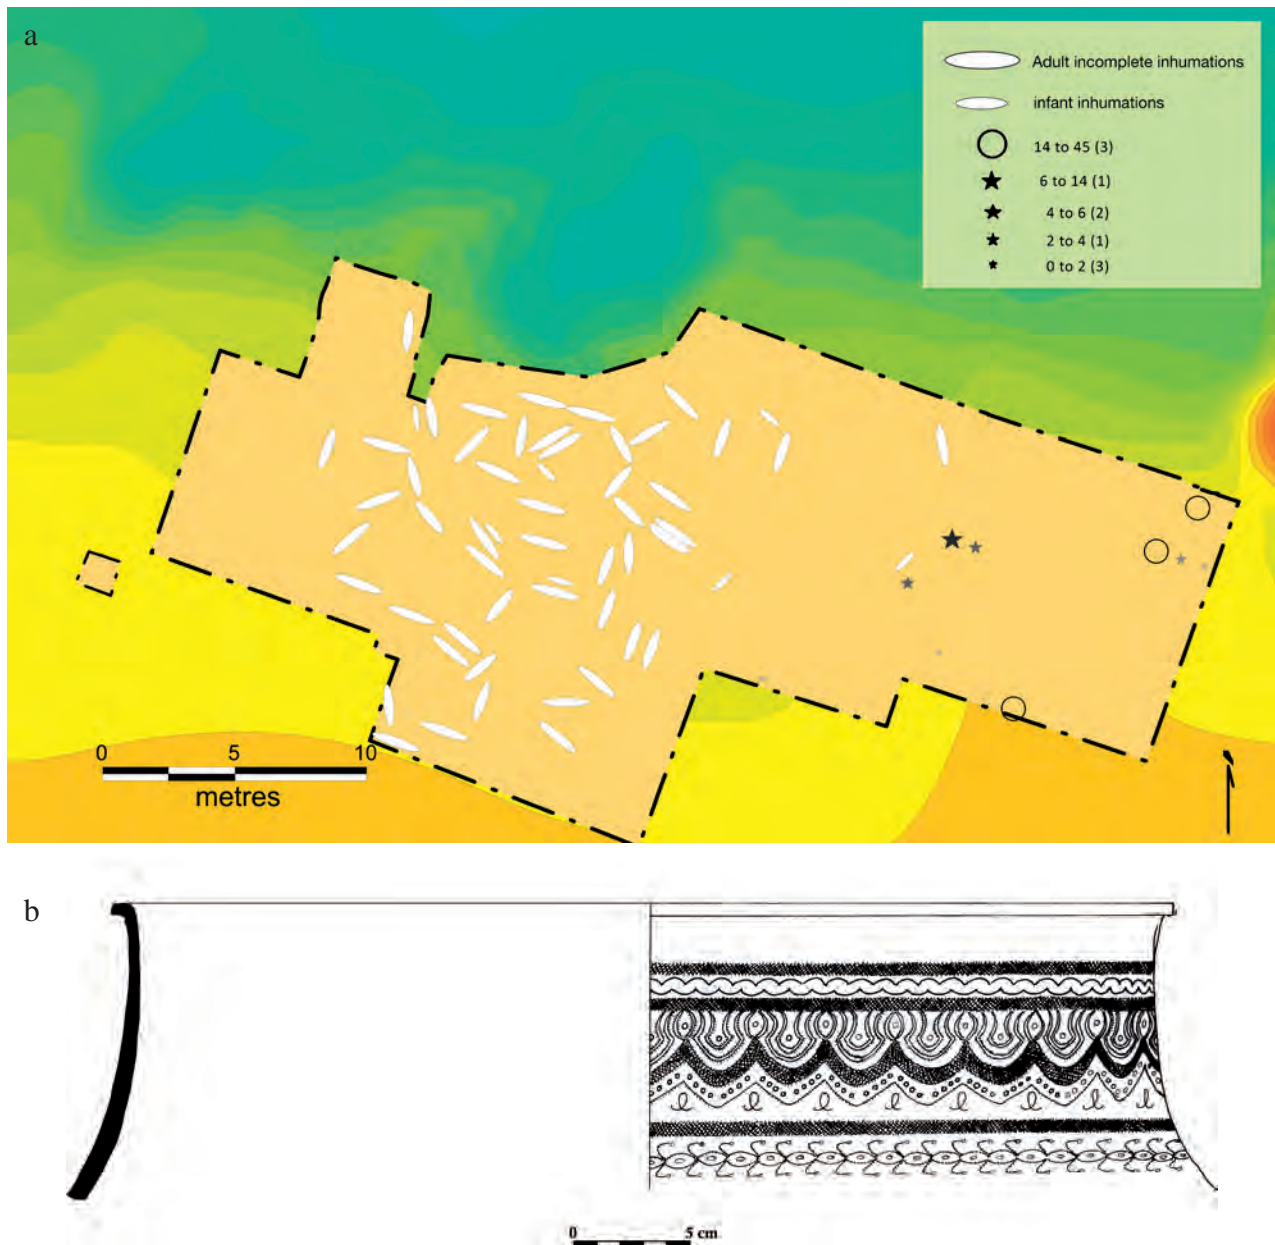 a
Adult incomplete inhumations
infant inhumations
14 to 45 (3)
6 to 14 (1)
4 to 6 (2)
2 to 4 (1)
0 to 2 (3)
0 5 10
metres
b
0 5 cm